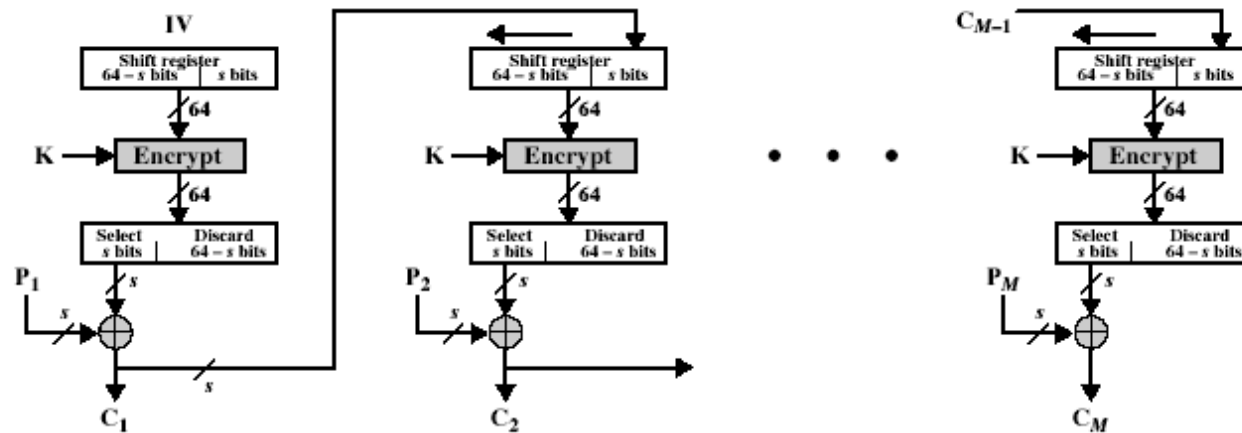 IV
Shift register
64 – s bits | s bits
64
K
Encrypt
64
Select Discard
s bits 64 – s bits
P1
s
s
s
C1
Shift register
64 – s bits | s bits
64
K
Encrypt
64
Select Discard
s bits 64 – s bits
P2
s
s
C2
• • •
CM–1
Shift register
64 – s bits | s bits
64
K
Encrypt
64
Select Discard
s bits 64 – s bits
PM
s
s
CM